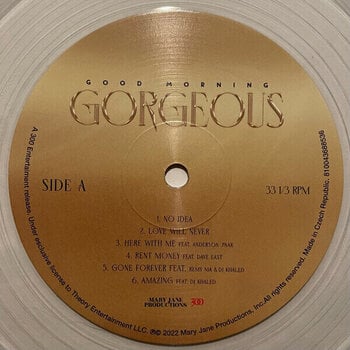 GOOD MORNING
GORGEOUS
SIDE A
33 1/3 RPM
1. NO IDEA
2. LOVE WILL NEVER
3. HERE WITH ME FEAT. ANDERSON .PAAK
4. RENT MONEY FEAT. DAVE EAST
5. GONE FOREVER FEAT. REMY MA & DJ KHALED
6. AMAZING FEAT. DJ KHALED
MARY JANE
PRODUCTIONS
300
A 300 Entertainment release. Under exclusive license to Theory Entertainment LLC. ℗© 2022 Mary Jane Productions, Inc. All rights reserved. Made in Czech Republic. 810043688536